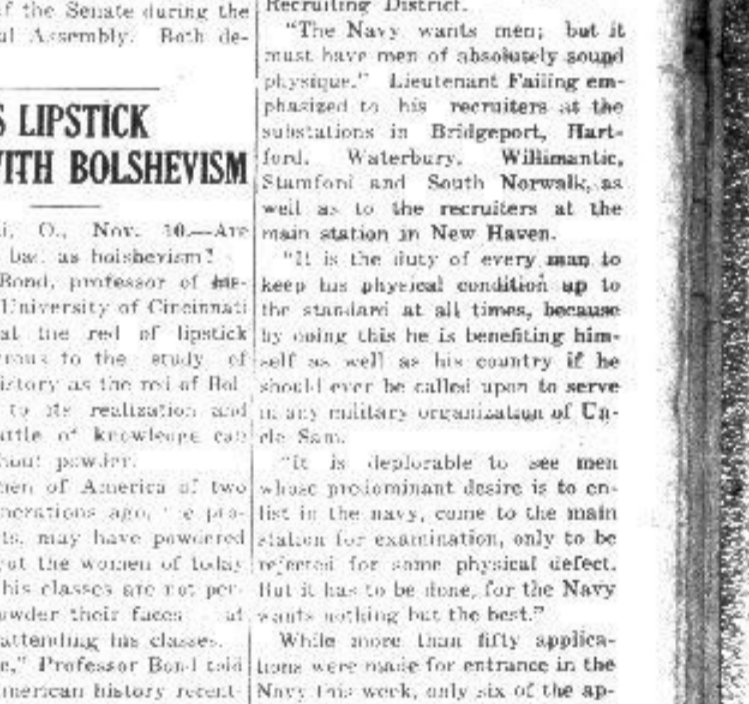 of the Senate during the
Assembly. Both de-
LIPSTICK
WITH BOLSHEVISM
O., Nov. 10.—Are
bad as bolshevism?
Bond, professor of his-
University of Cincinnati
at the red of lipstick
to the study of
istory as the red of Bol-
to its realization and
attle of knowledge can
hout powder.
men of America of two
nerations ago,
ts, may have powdered
yet the women of today
his classes are not per-
owder their faces at
attending his classes.
e," Professor Bond told
merican history recent-
Recruiting District.
"The Navy wants men; but it
must have men of absolutely sound
physique." Lieutenant Failing em-
phasized to his recruiters at the
substations in Bridgeport, Hart-
ford, Waterbury, Willimantic,
Stamford and South Norwalk, as
well as to the recruiters at the
main station in New Haven.
"It is the duty of every man to
keep his physical condition up to
the standard at all times, because
by doing this he is benefiting him-
self as well as his country if he
should ever be called upon to serve
in any military organization of Un-
cle Sam.
"It is deplorable to see men
whose predominant desire is to en-
list in the navy, come to the main
station for examination, only to be
rejected for some physical defect.
But it has to be done, for the Navy
wants nothing but the best."
While more than fifty applica-
tions were made for entrance in the
Navy this week, only six of the ap-